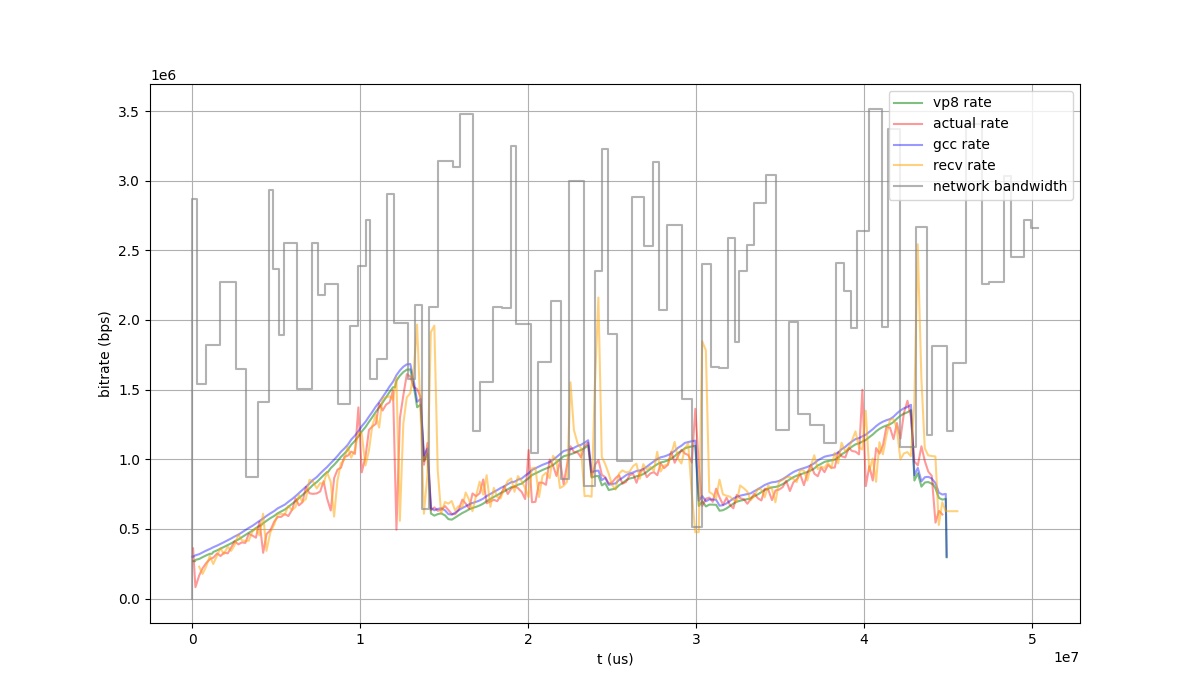 1e6
3.5
3.0
2.5
2.0
1.5
1.0
0.5
0.0
bitrate (bps)
vp8 rate
actual rate
gcc rate
recv rate
network bandwidth
0
1
2
3
4
5
t (us)
1e7